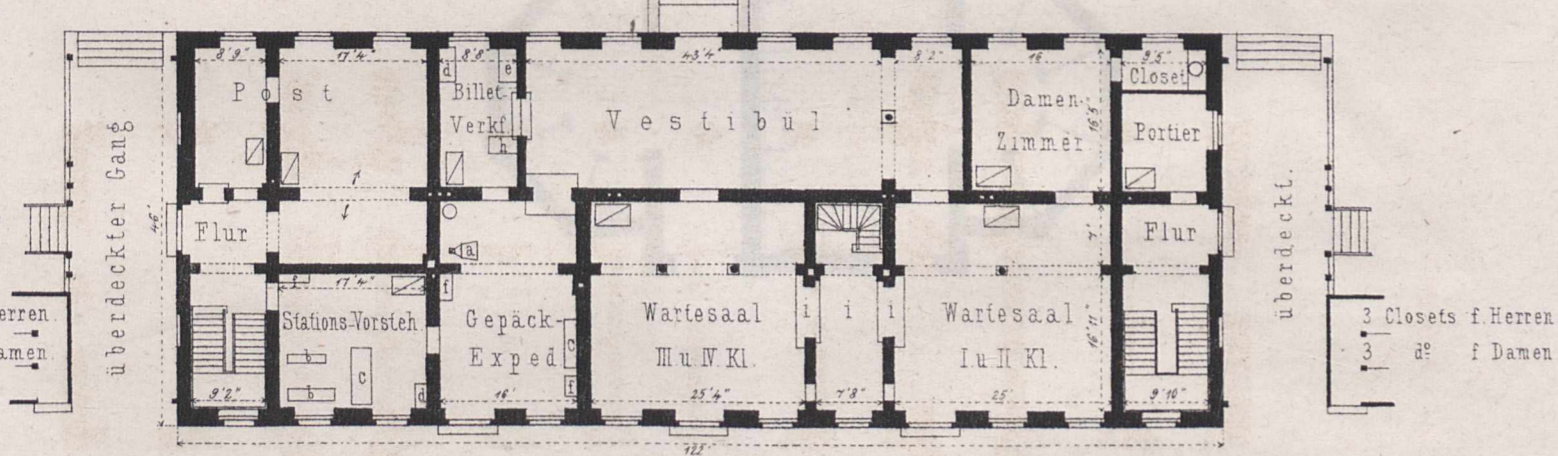 8'9"
17'4"
8'8"
43'4"
8'2"
16
9'5"
d
e
Post
Billet-
Verkf.
h
Vestibül
Damen-
Zimmer
16'5"
Closet
Portier
überdeckter Gang
46'
Flur
a
7'
Flur
überdeckt.
f
17'4"
Stations-Vorsteh.
b
b
c
d
9'2"
f
Gepäck-
Exped
c
f
16'
Wartesaal
III u IV. Kl.
25'4"
i
i
i
7'8"
Wartesaal
I u II Kl.
25'
16'11"
9'10"
122'
erren
amen.
3 Closets f. Herren
3 dº f Damen